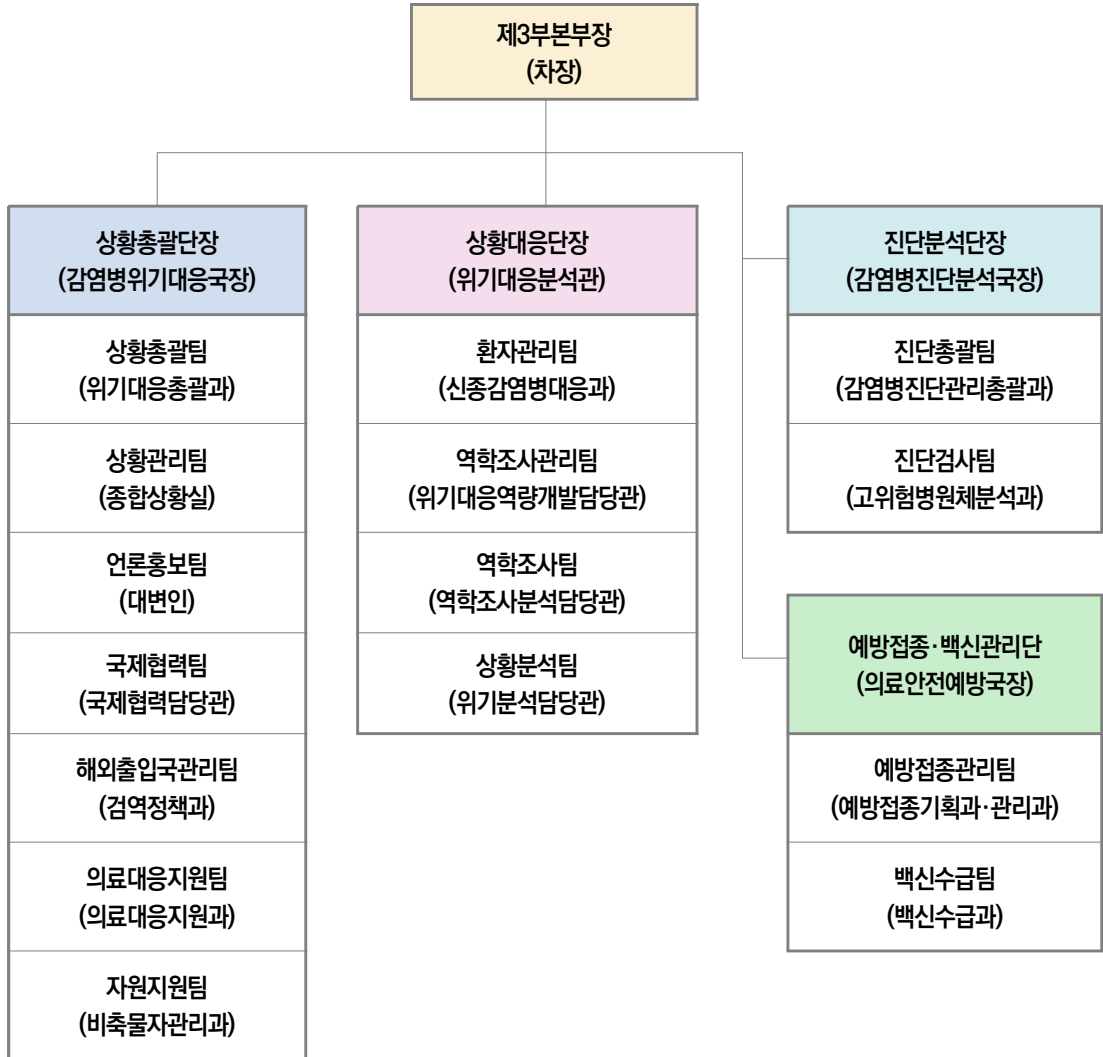 제3부본부장
(차장)
상황총괄단장
(감염병위기대응국장)
상황총괄팀
(위기대응총괄과)
상황관리팀
(종합상황실)
언론홍보팀
(대변인)
국제협력팀
(국제협력담당관)
해외출입국관리팀
(검역정책과)
의료대응지원팀
(의료대응지원과)
자원지원팀
(비축물자관리과)
상황대응단장
(위기대응분석관)
환자관리팀
(신종감염병대응과)
역학조사관리팀
(위기대응역량개발담당관)
역학조사팀
(역학조사분석담당관)
상황분석팀
(위기분석담당관)
진단분석단장
(감염병진단분석국장)
진단총괄팀
(감염병진단관리총괄과)
진단검사팀
(고위험병원체분석과)
예방접종·백신관리단
(의료안전예방국장)
예방접종관리팀
(예방접종기획과·관리과)
백신수급팀
(백신수급과)